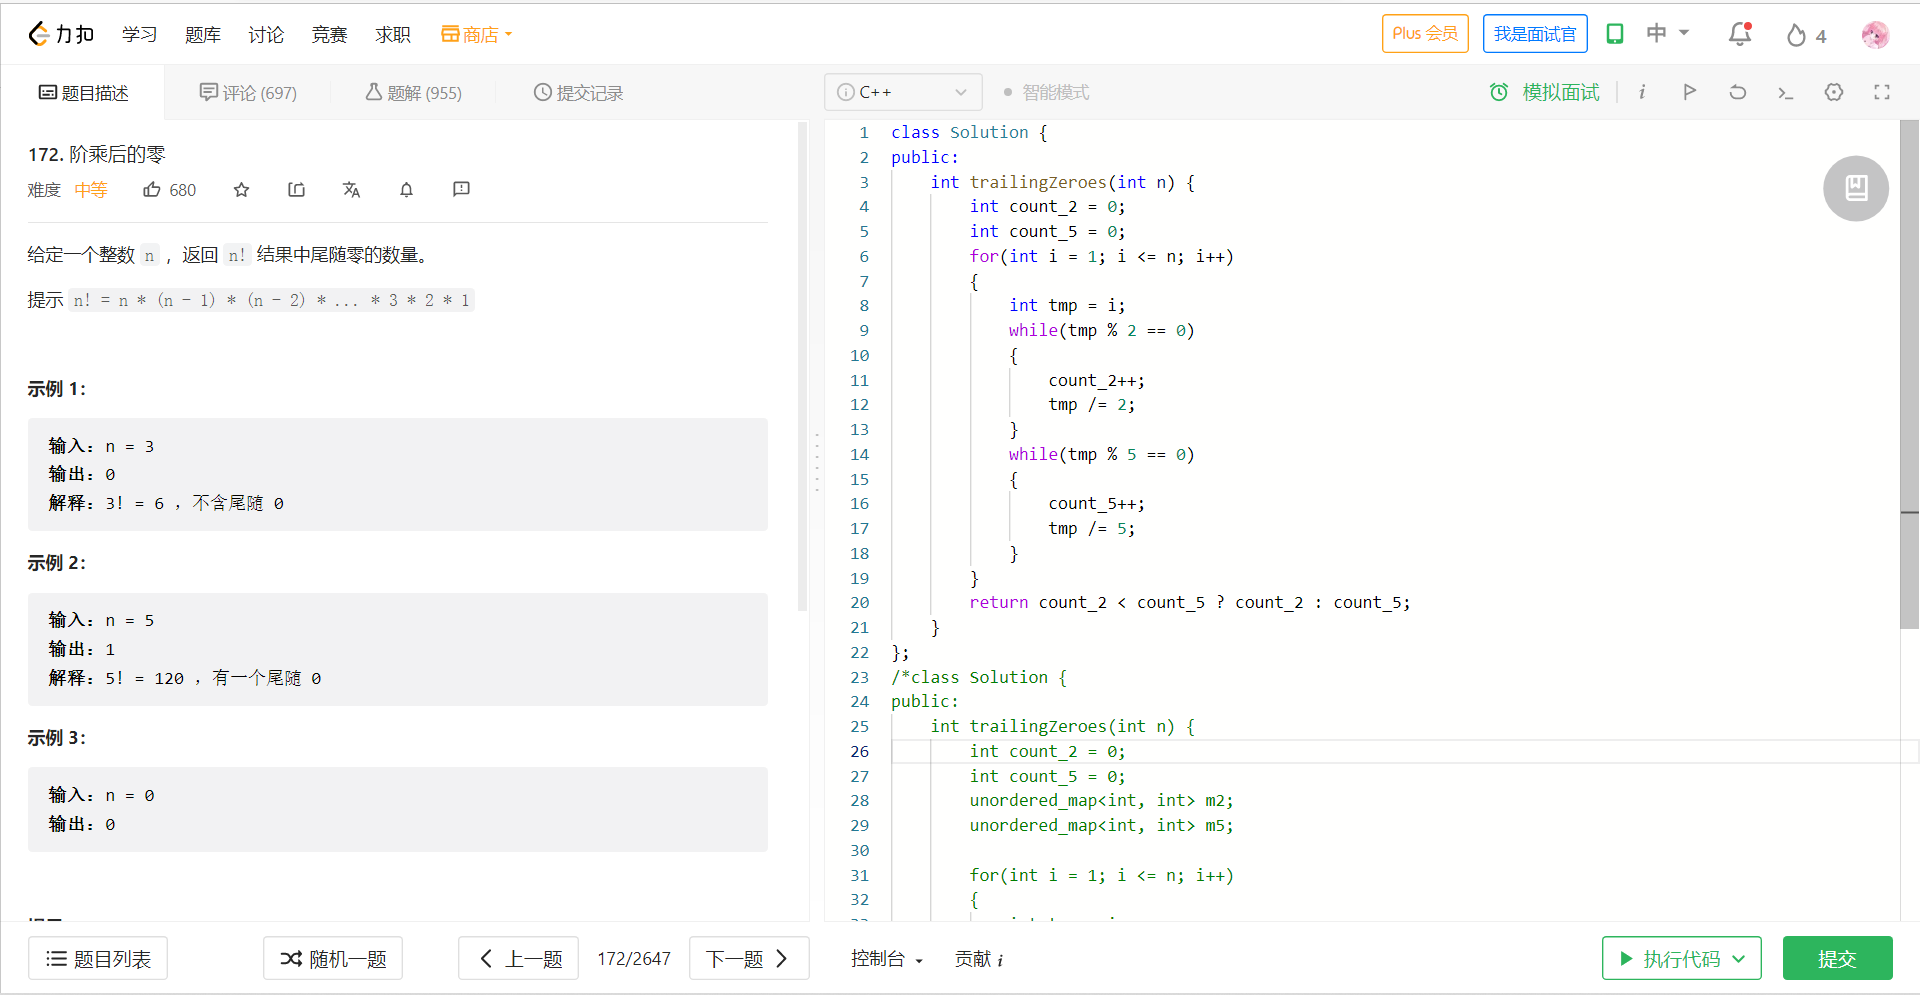 力扣 学习 题库 讨论 竞赛 求职 商店 Plus 会员 我是面试官 中 4
题目描述 评论 (697) 题解 (955) 提交记录 C++ 智能模式 模拟面试
172. 阶乘后的零
难度 中等 680
给定一个整数 n ，返回 n! 结果中尾随零的数量。
提示 n! = n * (n - 1) * (n - 2) * ... * 3 * 2 * 1
示例 1：
输入：n = 3
输出：0
解释：3! = 6 ，不含尾随 0
示例 2：
输入：n = 5
输出：1
解释：5! = 120 ，有一个尾随 0
示例 3：
输入：n = 0
输出：0
1 class Solution {
2 public:
3     int trailingZeroes(int n) {
4         int count_2 = 0;
5         int count_5 = 0;
6         for(int i = 1; i <= n; i++)
7         {
8             int tmp = i;
9             while(tmp % 2 == 0)
10             {
11                 count_2++;
12                 tmp /= 2;
13             }
14             while(tmp % 5 == 0)
15             {
16                 count_5++;
17                 tmp /= 5;
18             }
19         }
20         return count_2 < count_5 ? count_2 : count_5;
21     }
22 };
23 /*class Solution {
24 public:
25     int trailingZeroes(int n) {
26         int count_2 = 0;
27         int count_5 = 0;
28         unordered_map<int, int> m2;
29         unordered_map<int, int> m5;
30
31         for(int i = 1; i <= n; i++)
32         {
题目列表 随机一题 上一题 172/2647 下一题 控制台 贡献 i 执行代码 提交